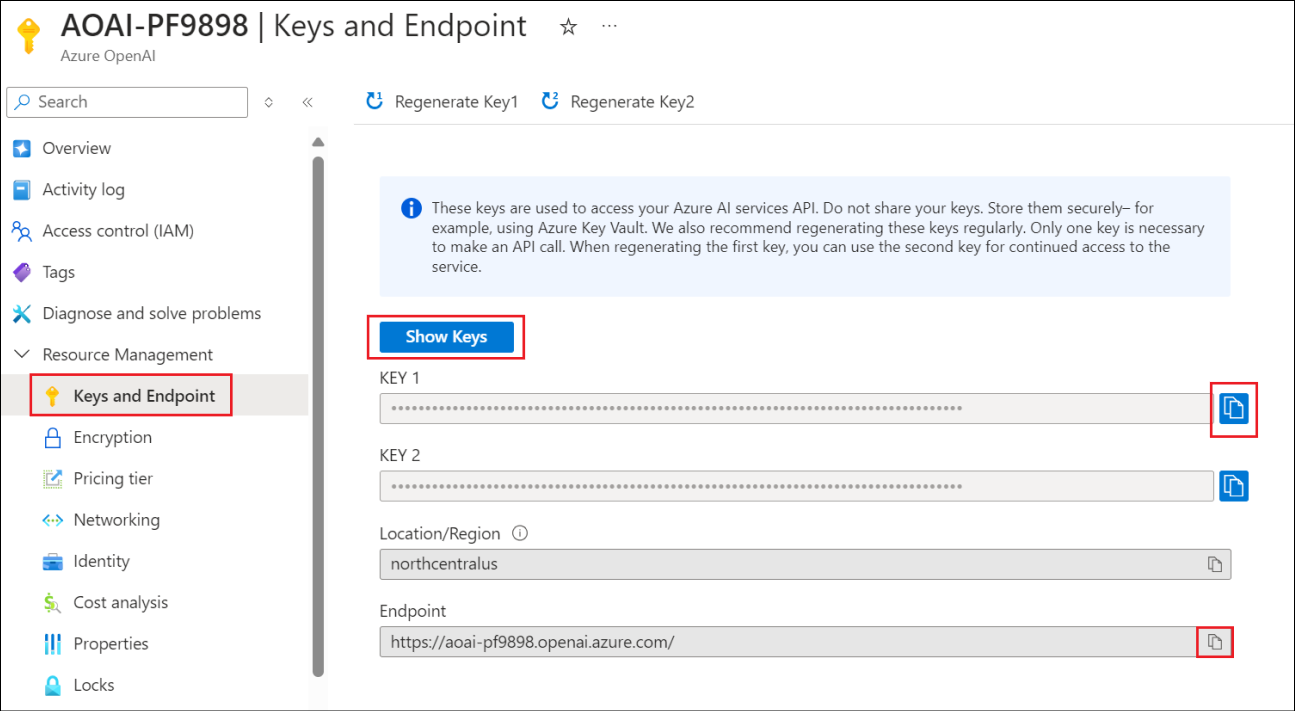 AOAI-PF9898 | Keys and Endpoint
Azure OpenAI
Search
Regenerate Key1
Regenerate Key2
Overview
Activity log
Access control (IAM)
Tags
Diagnose and solve problems
Resource Management
Keys and Endpoint
Encryption
Pricing tier
Networking
Identity
Cost analysis
Properties
Locks
These keys are used to access your Azure AI services API. Do not share your keys. Store them securely– for
example, using Azure Key Vault. We also recommend regenerating these keys regularly. Only one key is necessary
to make an API call. When regenerating the first key, you can use the second key for continued access to the
service.
Show Keys
KEY 1
KEY 2
Location/Region
northcentralus
Endpoint
https://aoai-pf9898.openai.azure.com/